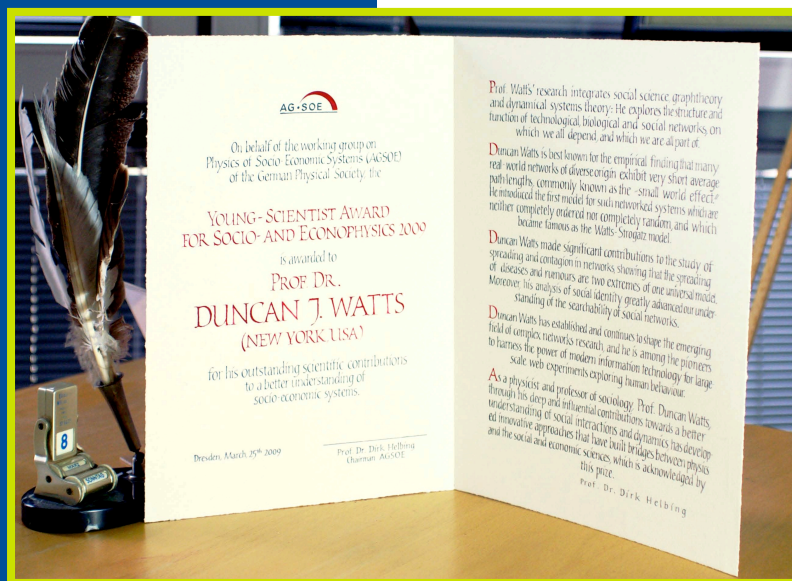 AG·SOE
On behalf of the working group on
Physics of Socio-Economic Systems (AGSOE)
of the German Physical Society, the
YOUNG-SCIENTIST AWARD
FOR SOCIO- AND ECONOPHYSICS 2009
is awarded to
PROF DR.
DUNCAN J. WATTS
(NEW YORK USA)
for his outstanding scientific contributions
to a better understanding of
socio-economic systems.
Dresden, March, 25th 2009
Prof. Dr. Dirk Helbing
Chairman AGSOE
Prof. Watts' research integrates social science, graph theory
and dynamical systems theory: He explores the structure and
function of technological, biological and social networks, on
which we all depend, and which we are all part of.
Duncan Watts is best known for the empirical finding that many
real-world networks of diverse origin exhibit very short average
path lengths, commonly known as the "small world effect".
He introduced the first model for such networked systems which are
neither completely ordered nor completely random, and which
became famous as the Watts-Strogatz model.
Duncan Watts made significant contributions to the study of
spreading and contagion in networks, showing that the spreading
of diseases and rumours are two extremes of one universal model.
Moreover, his analysis of social identity greatly advanced our under-
standing of the searchability of social networks.
Duncan Watts has established and continues to shape the emerging
field of complex networks research, and he is among the pioneers
to harness the power of modern information technology for large-
scale web experiments exploring human behaviour.
As a physicist and professor of sociology, Prof. Duncan Watts,
through his deep and influential contributions towards a better
understanding of social interactions and dynamics has develop
ed innovative approaches that have built bridges between physics
and the social and economic sciences, which is acknowledged by
this prize.
Prof. Dr. Dirk Helbing
8